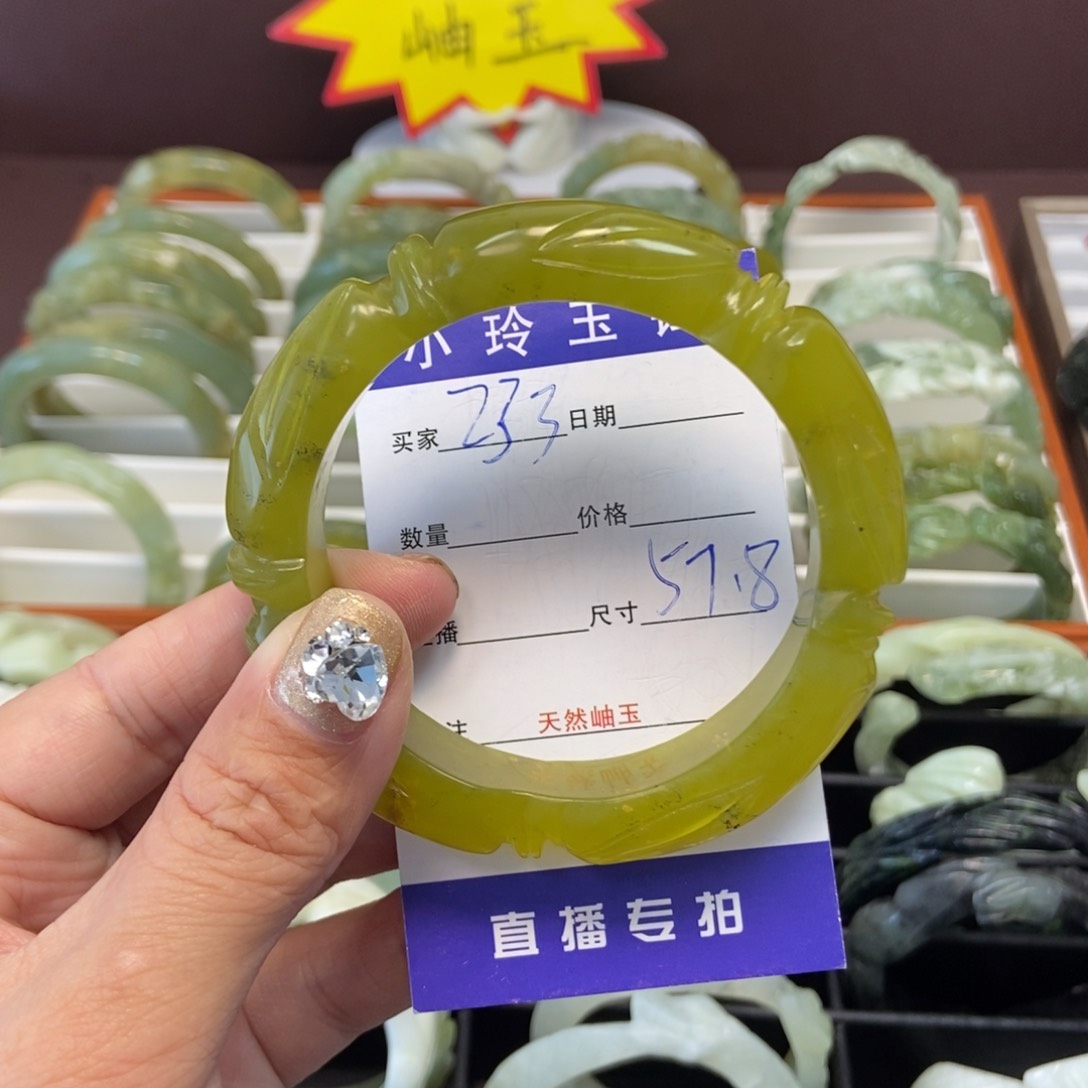 岫玉
小玲玉
买家 233 日期
数量 价格
播 尺寸 57.8
注 天然岫玉
直播专拍